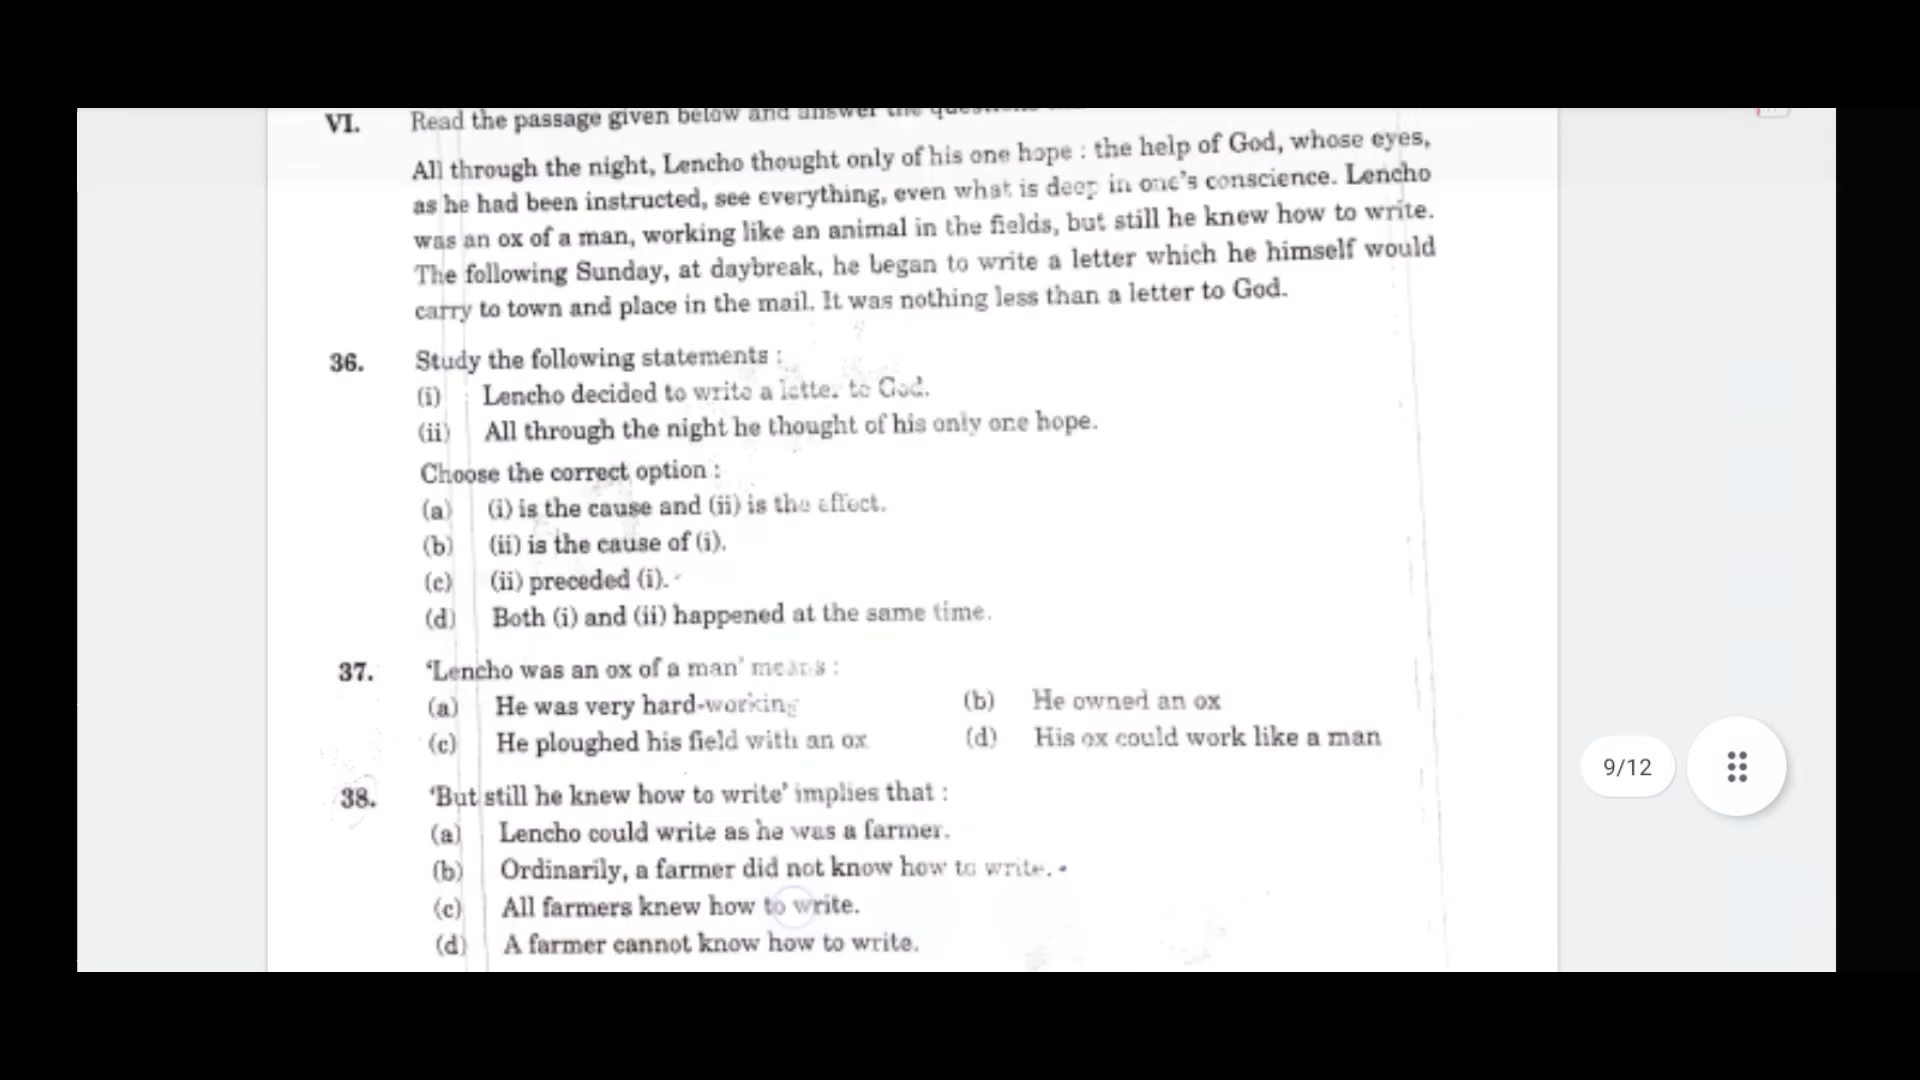 VI. Read the passage given below and answer the
All through the night, Lencho thought only of his one hope : the help of God, whose eyes,
as he had been instructed, see everything, even what is deep in one's conscience. Lencho
was an ox of a man, working like an animal in the fields, but still he knew how to write.
The following Sunday, at daybreak, he began to write a letter which he himself would
carry to town and place in the mail. It was nothing less than a letter to God.
36. Study the following statements :
(i) Lencho decided to write a letter to God.
(ii) All through the night he thought of his only one hope.
Choose the correct option :
(a) (i) is the cause and (ii) is the effect.
(b) (ii) is the cause of (i).
(c) (ii) preceded (i).
(d) Both (i) and (ii) happened at the same time.
37. 'Lencho was an ox of a man' means :
(a) He was very hard-working (b) He owned an ox
(c) He ploughed his field with an ox (d) His ox could work like a man
9/12
38. 'But still he knew how to write' implies that :
(a) Lencho could write as he was a farmer.
(b) Ordinarily, a farmer did not know how to write.
(c) All farmers knew how to write.
(d) A farmer cannot know how to write.